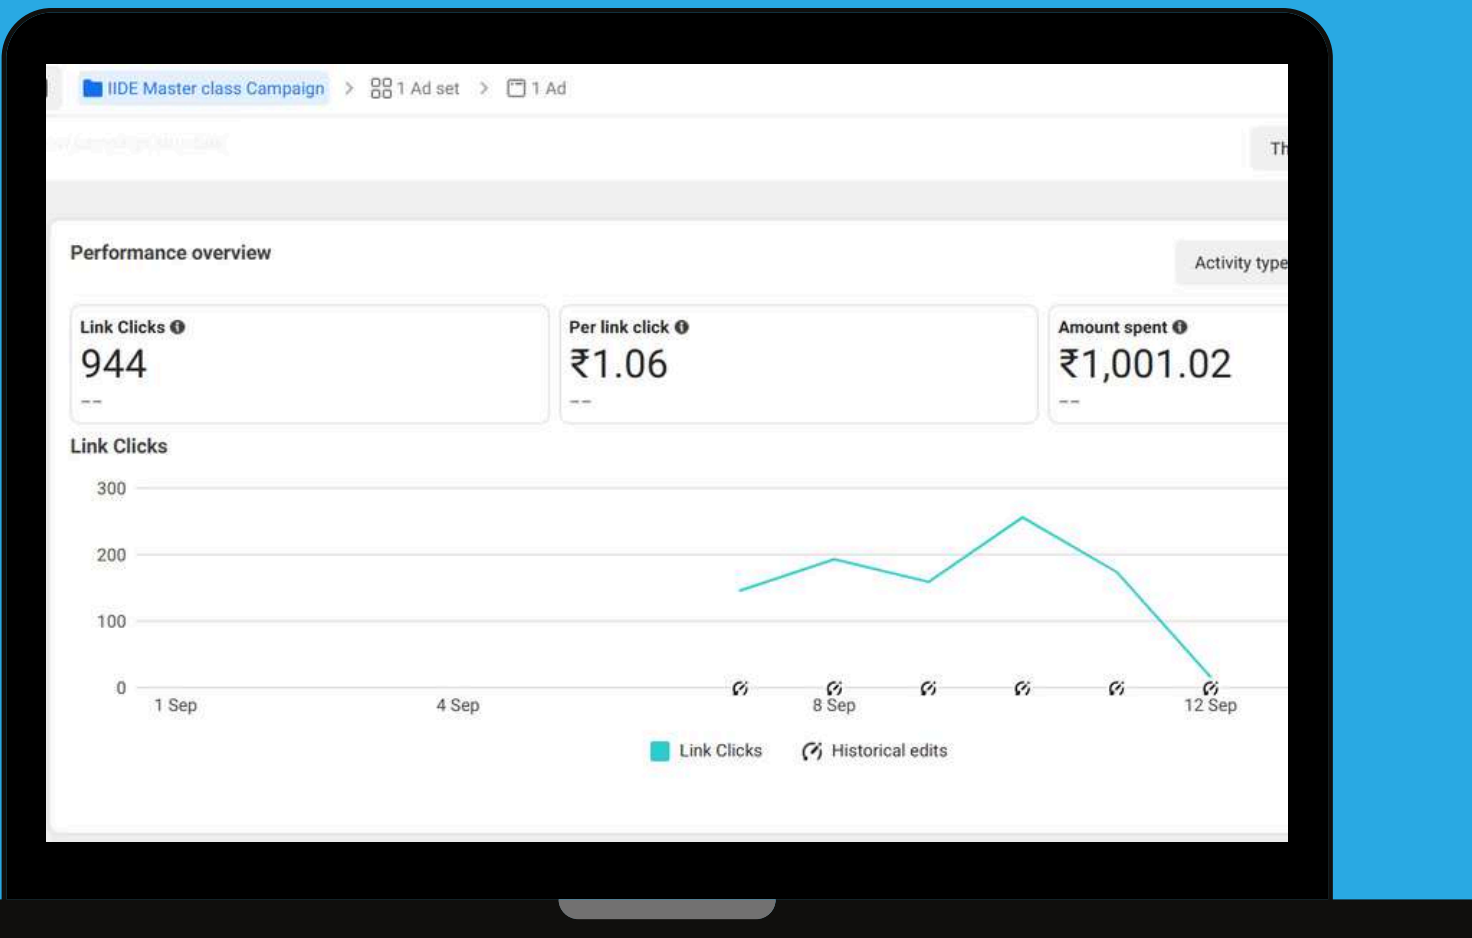 IIDE Master class Campaign > 1 Ad set > 1 Ad
Performance overview
Activity type
Link Clicks
944
--
Per link click
₹1.06
--
Amount spent
₹1,001.02
--
Link Clicks
300
200
100
0
1 Sep 4 Sep 8 Sep 12 Sep
Link Clicks Historical edits